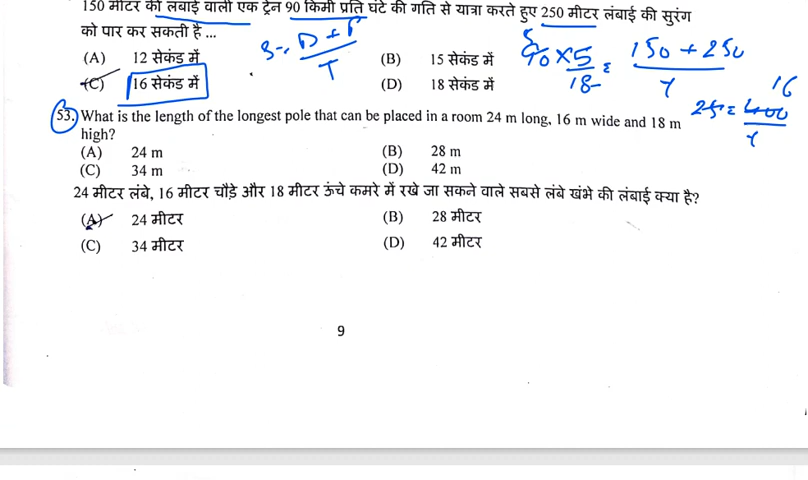 150 मीटर की लंबाई वाली एक ट्रेन 90 किमी प्रति घंटे की गति से यात्रा करते हुए 250 मीटर लंबाई की सुरंग
को पार कर सकती है ...
(A) 12 सेकंड में (B) 15 सेकंड में
(C) 16 सेकंड में (D) 18 सेकंड में
90 × 5/18 = 150 + 250
25 = 400
16
53. What is the length of the longest pole that can be placed in a room 24 m long, 16 m wide and 18 m
high?
(A) 24 m (B) 28 m
(C) 34 m (D) 42 m
24 मीटर लंबे, 16 मीटर चौड़े और 18 मीटर ऊंचे कमरे में रखे जा सकने वाले सबसे लंबे खंभे की लंबाई क्या है?
(A) 24 मीटर (B) 28 मीटर
(C) 34 मीटर (D) 42 मीटर
9